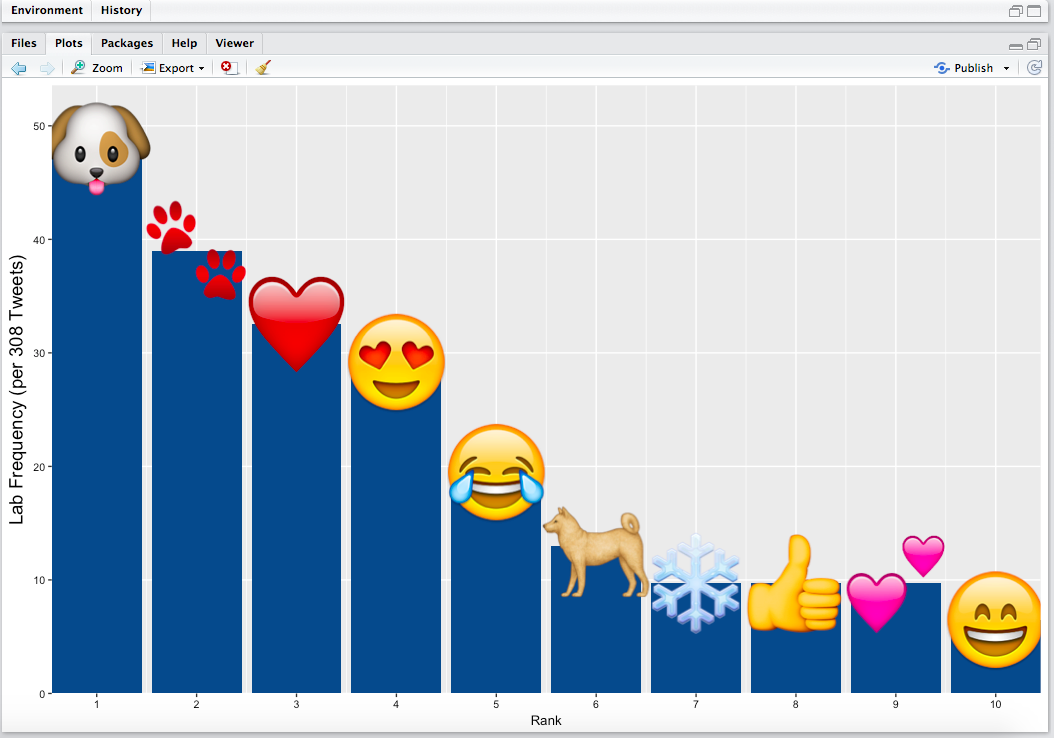 Environment History
Files Plots Packages Help Viewer
Zoom Export Publish
50
40
30
20
10
0
Lab Frequency (per 308 Tweets)
1 2 3 4 5 6 7 8 9 10
Rank